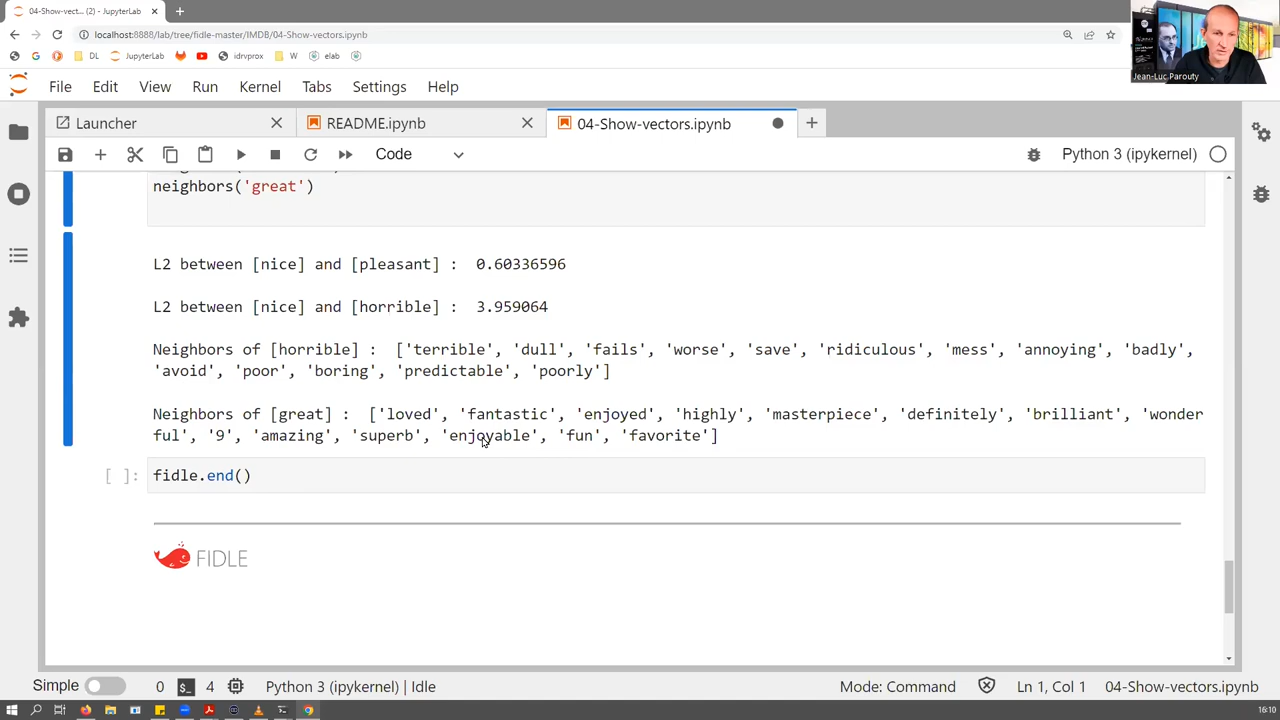 04-Show-vect... (2) - JupyterLab
localhost:8888/lab/tree/fidle-master/IMDB/04-Show-vectors.ipynb
DL JupyterLab idrvprox W elab
Jean-Luc Parouty
File Edit View Run Kernel Tabs Settings Help
Launcher README.ipynb 04-Show-vectors.ipynb
Code Python 3 (ipykernel)
neighbors('great')
L2 between [nice] and [pleasant] : 0.60336596
L2 between [nice] and [horrible] : 3.959064
Neighbors of [horrible] : ['terrible', 'dull', 'fails', 'worse', 'save', 'ridiculous', 'mess', 'annoying', 'badly',
'avoid', 'poor', 'boring', 'predictable', 'poorly']
Neighbors of [great] : ['loved', 'fantastic', 'enjoyed', 'highly', 'masterpiece', 'definitely', 'brilliant', 'wonder
ful', '9', 'amazing', 'superb', 'enjoyable', 'fun', 'favorite']
[ ]: fidle.end()
FIDLE
Simple 0 4 Python 3 (ipykernel) | Idle Mode: Command Ln 1, Col 1 04-Show-vectors.ipynb
16:10